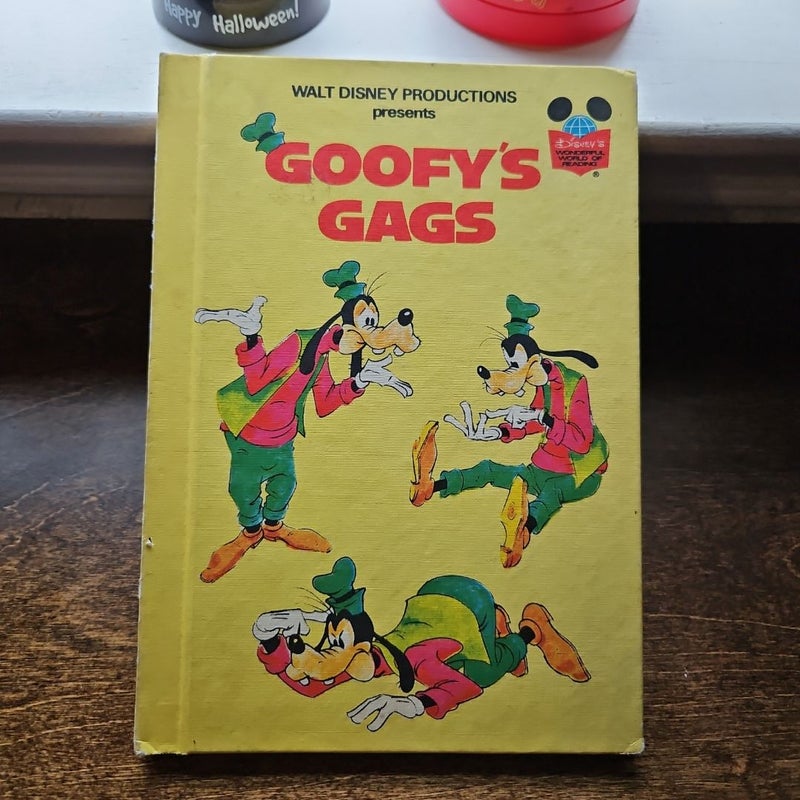 Happy Halloween!
WALT DISNEY PRODUCTIONS
presents
GOOFY'S
GAGS
DISNEY'S
WONDERFUL
WORLD OF
READING
®